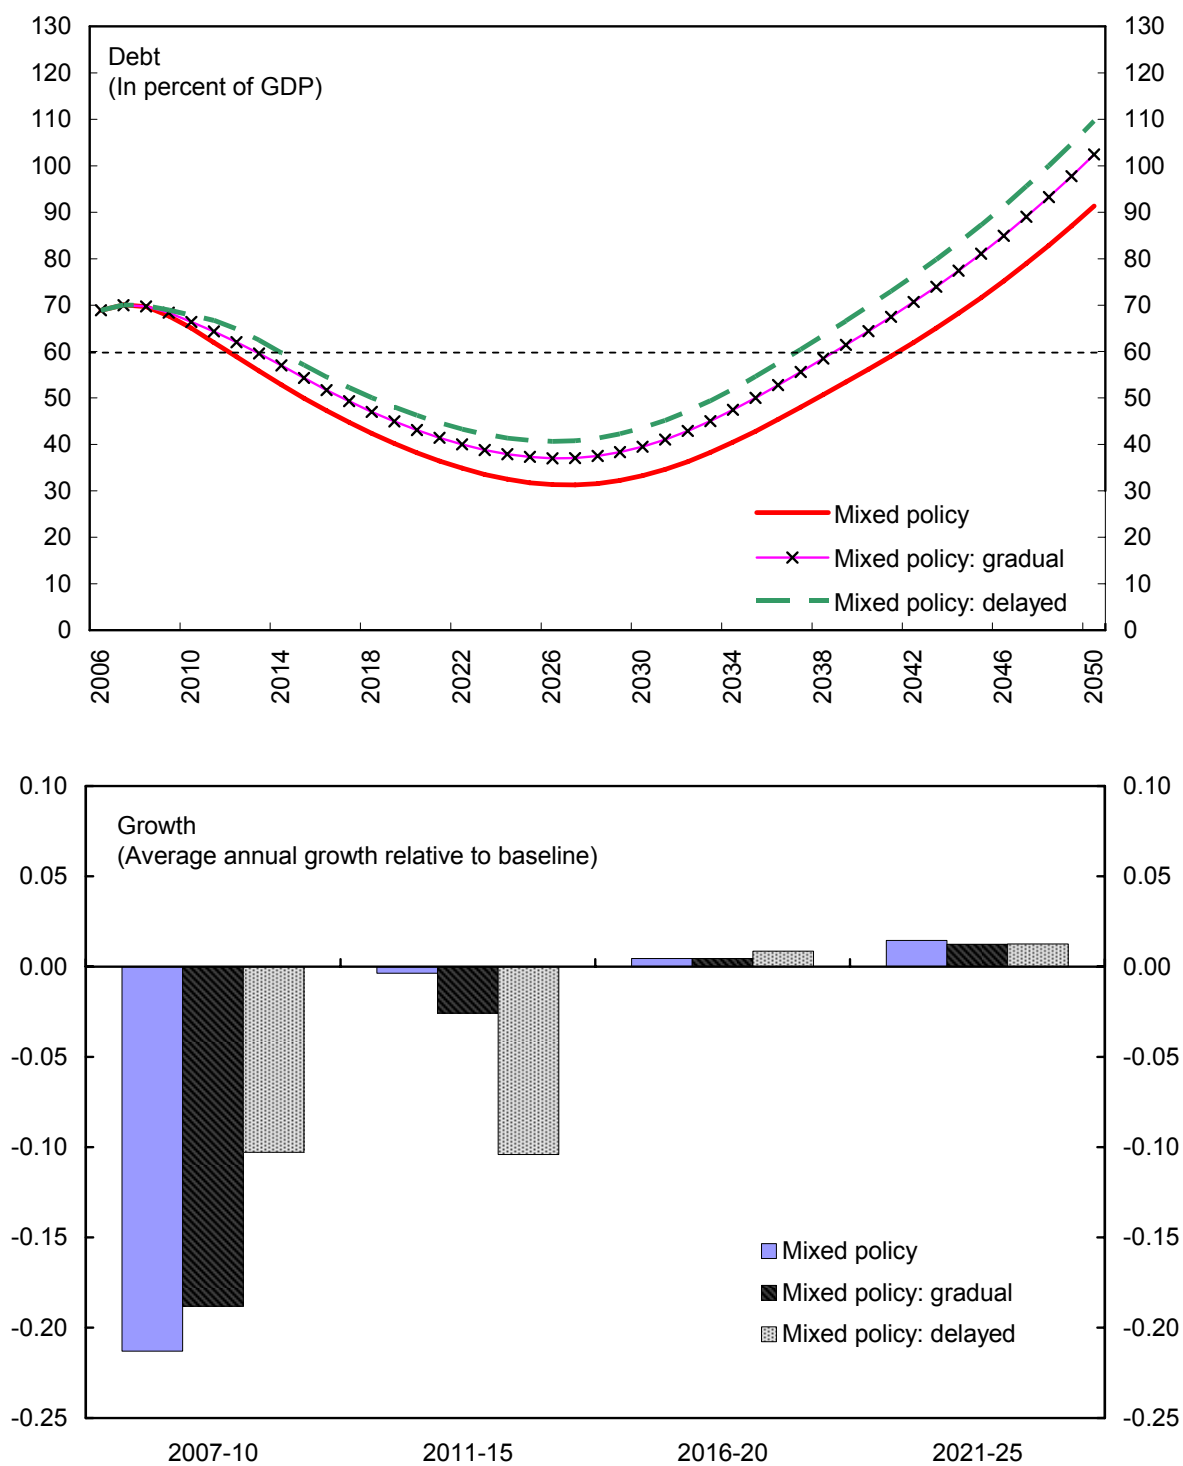 130 130
Debt
(In percent of GDP)
120 120
110 110
100 100
90 90
80 80
70 70
60 60
50 50
40 40
30 30
Mixed policy
20 20
Mixed policy: gradual
10 10
Mixed policy: delayed
0 0
2006 2010 2014 2018 2022 2026 2030 2034 2038 2042 2046 2050
0.10 0.10
Growth
(Average annual growth relative to baseline)
0.05 0.05
0.00 0.00
-0.05 -0.05
-0.10 -0.10
-0.15 -0.15
Mixed policy
Mixed policy: gradual
-0.20 -0.20
Mixed policy: delayed
-0.25 -0.25
2007-10 2011-15 2016-20 2021-25